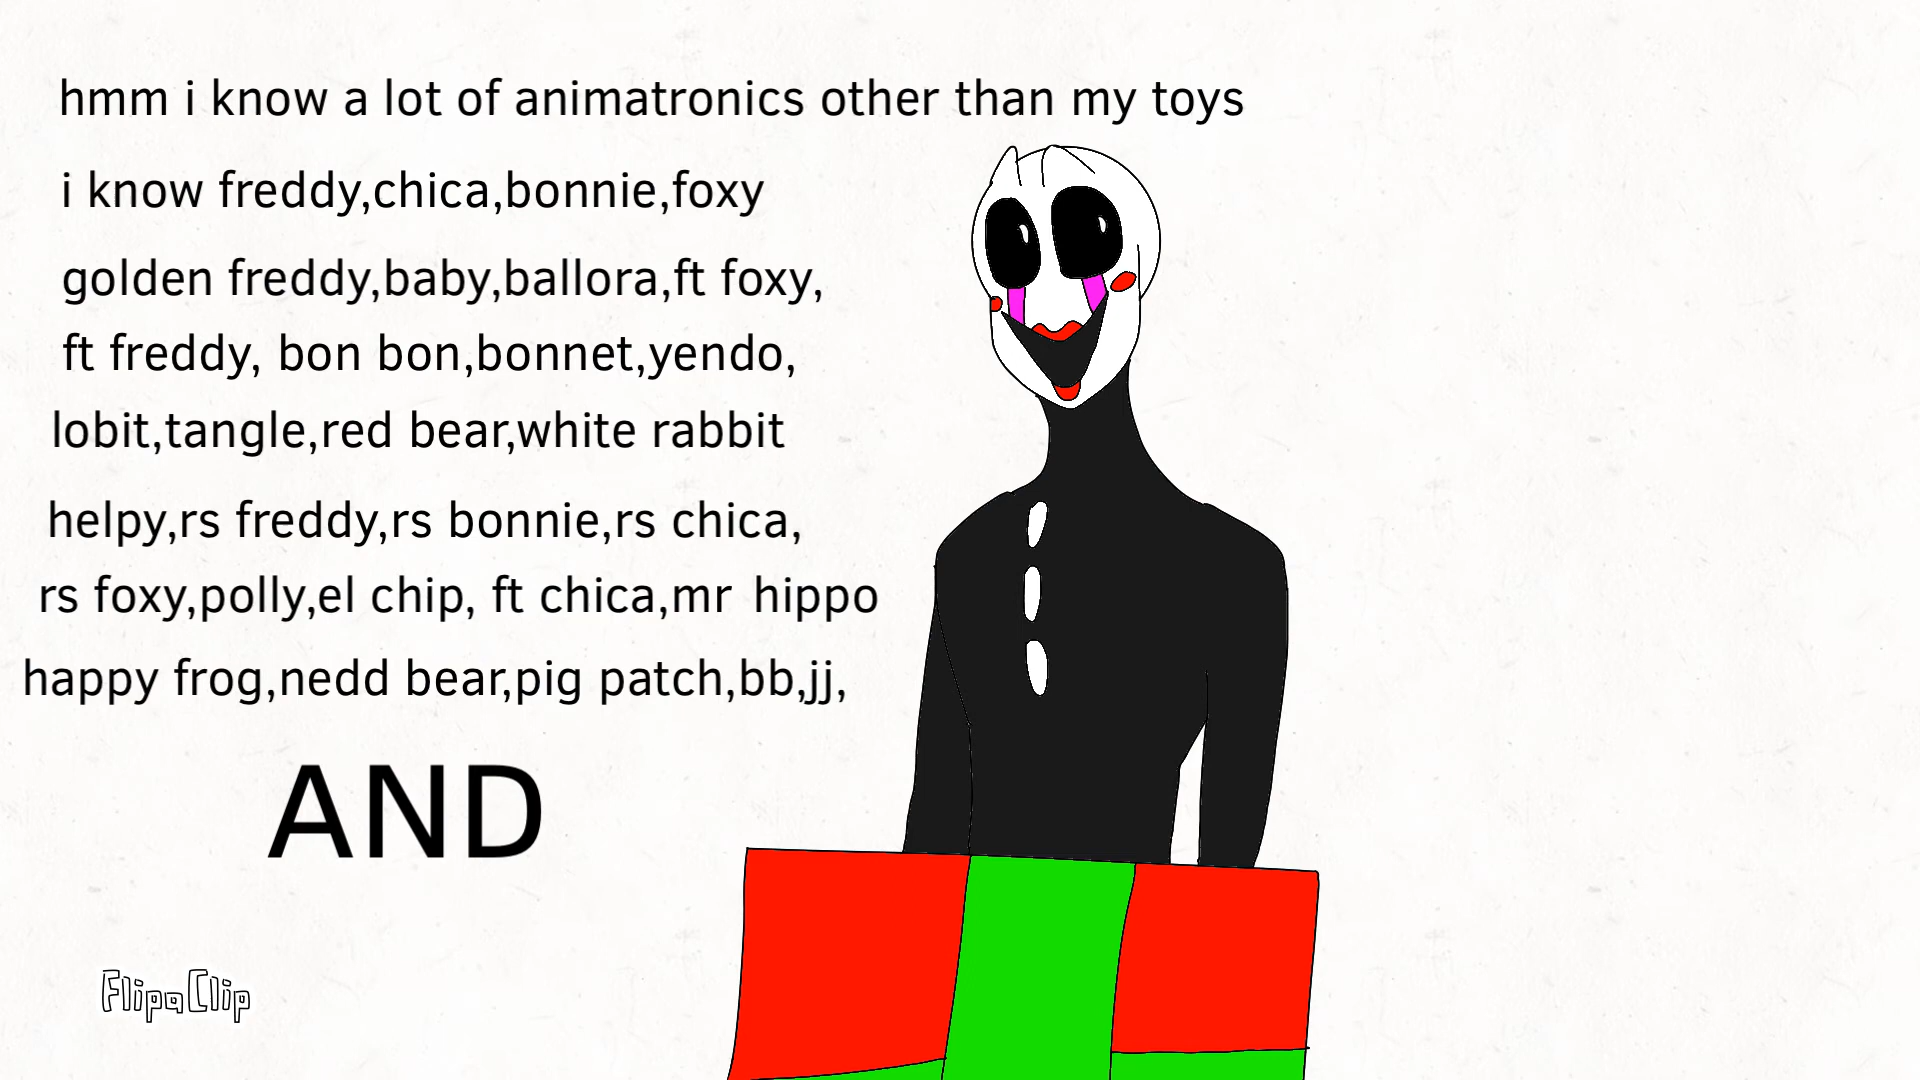 hmm i know a lot of animatronics other than my toys
i know freddy,chica,bonnie,foxy
golden freddy,baby,ballora,ft foxy,
ft freddy, bon bon,bonnet,yendo,
lobit,tangle,red bear,white rabbit
helpy,rs freddy,rs bonnie,rs chica,
rs foxy,polly,el chip, ft chica,mr hippo
happy frog,nedd bear,pig patch,bb,jj,
AND
FlipaClip